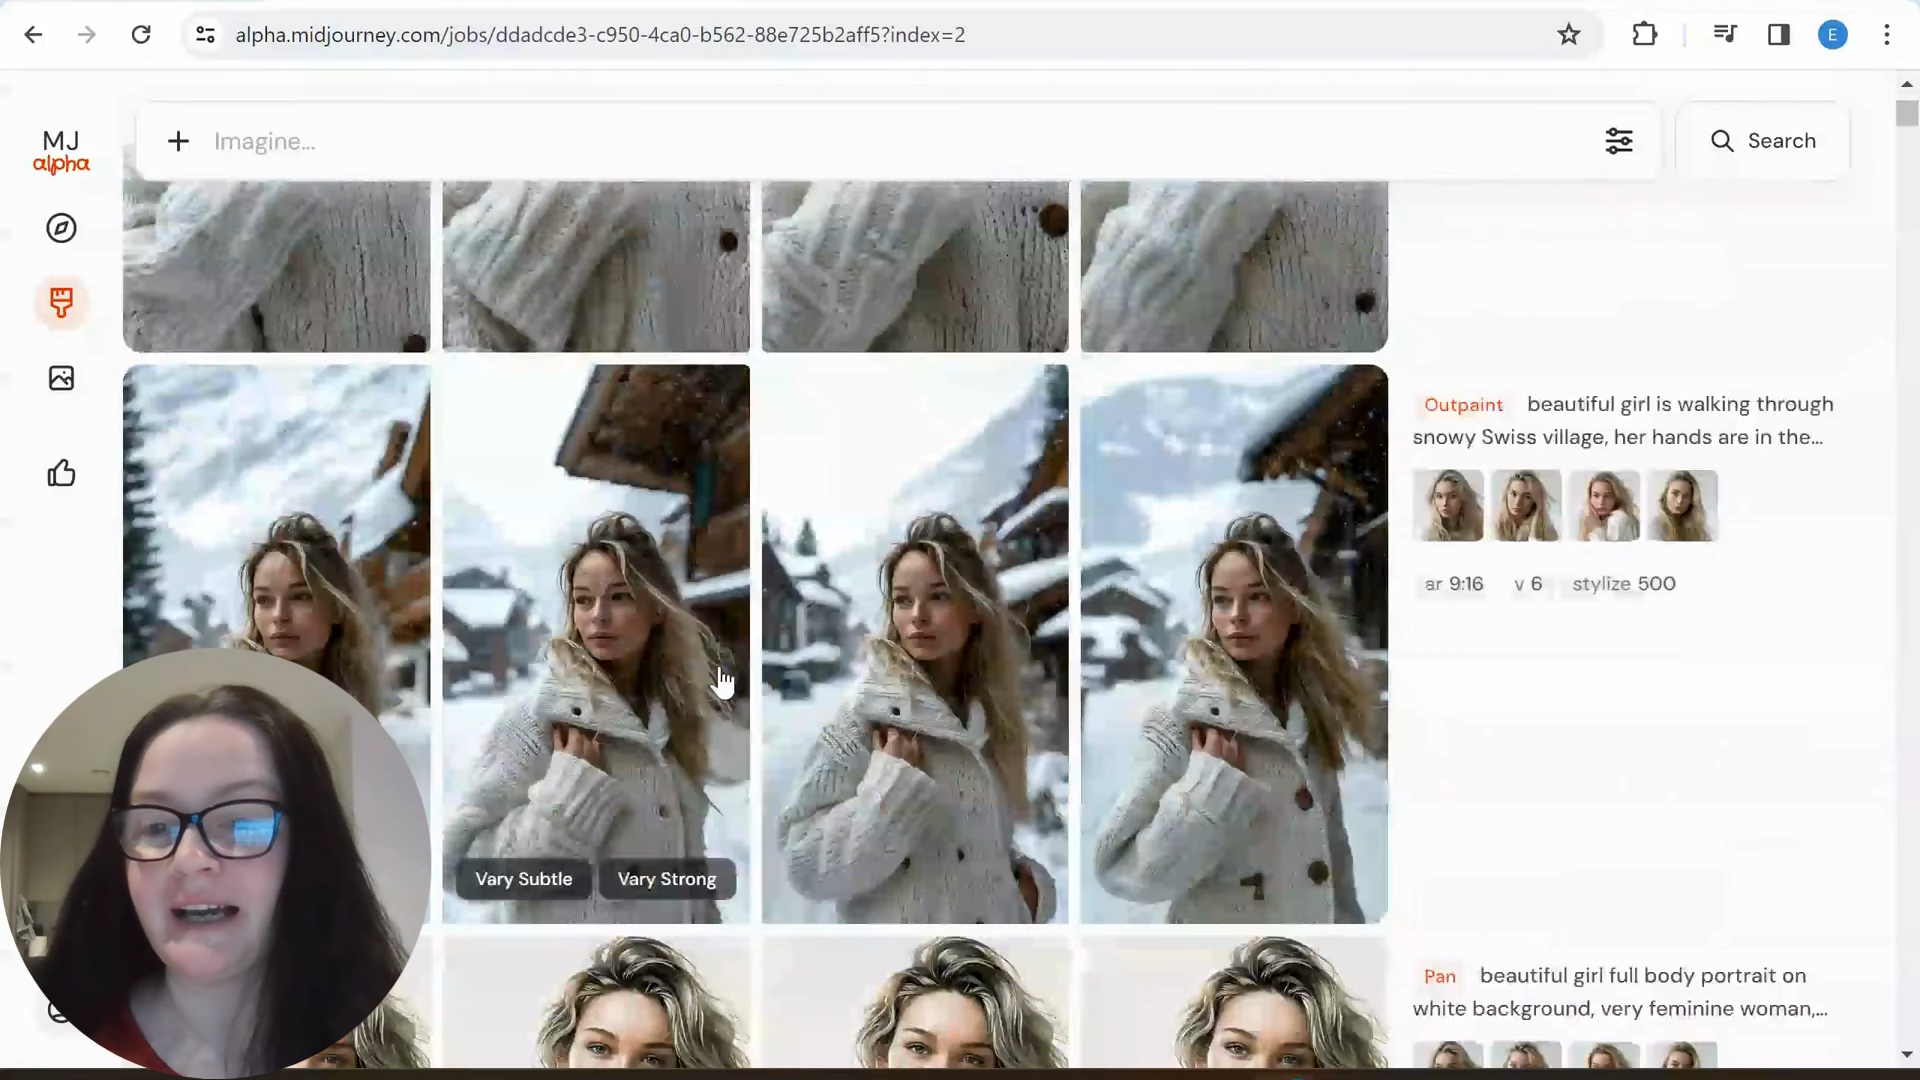 alpha.midjourney.com/jobs/ddadcde3-c950-4ca0-b562-88e725b2aff5?index=2
E
MJ
alpha
Imagine...
Search
Outpaint beautiful girl is walking through
snowy Swiss village, her hands are in the...
ar 9:16 v 6 stylize 500
Vary Subtle
Vary Strong
Pan beautiful girl full body portrait on
white background, very feminine woman,...